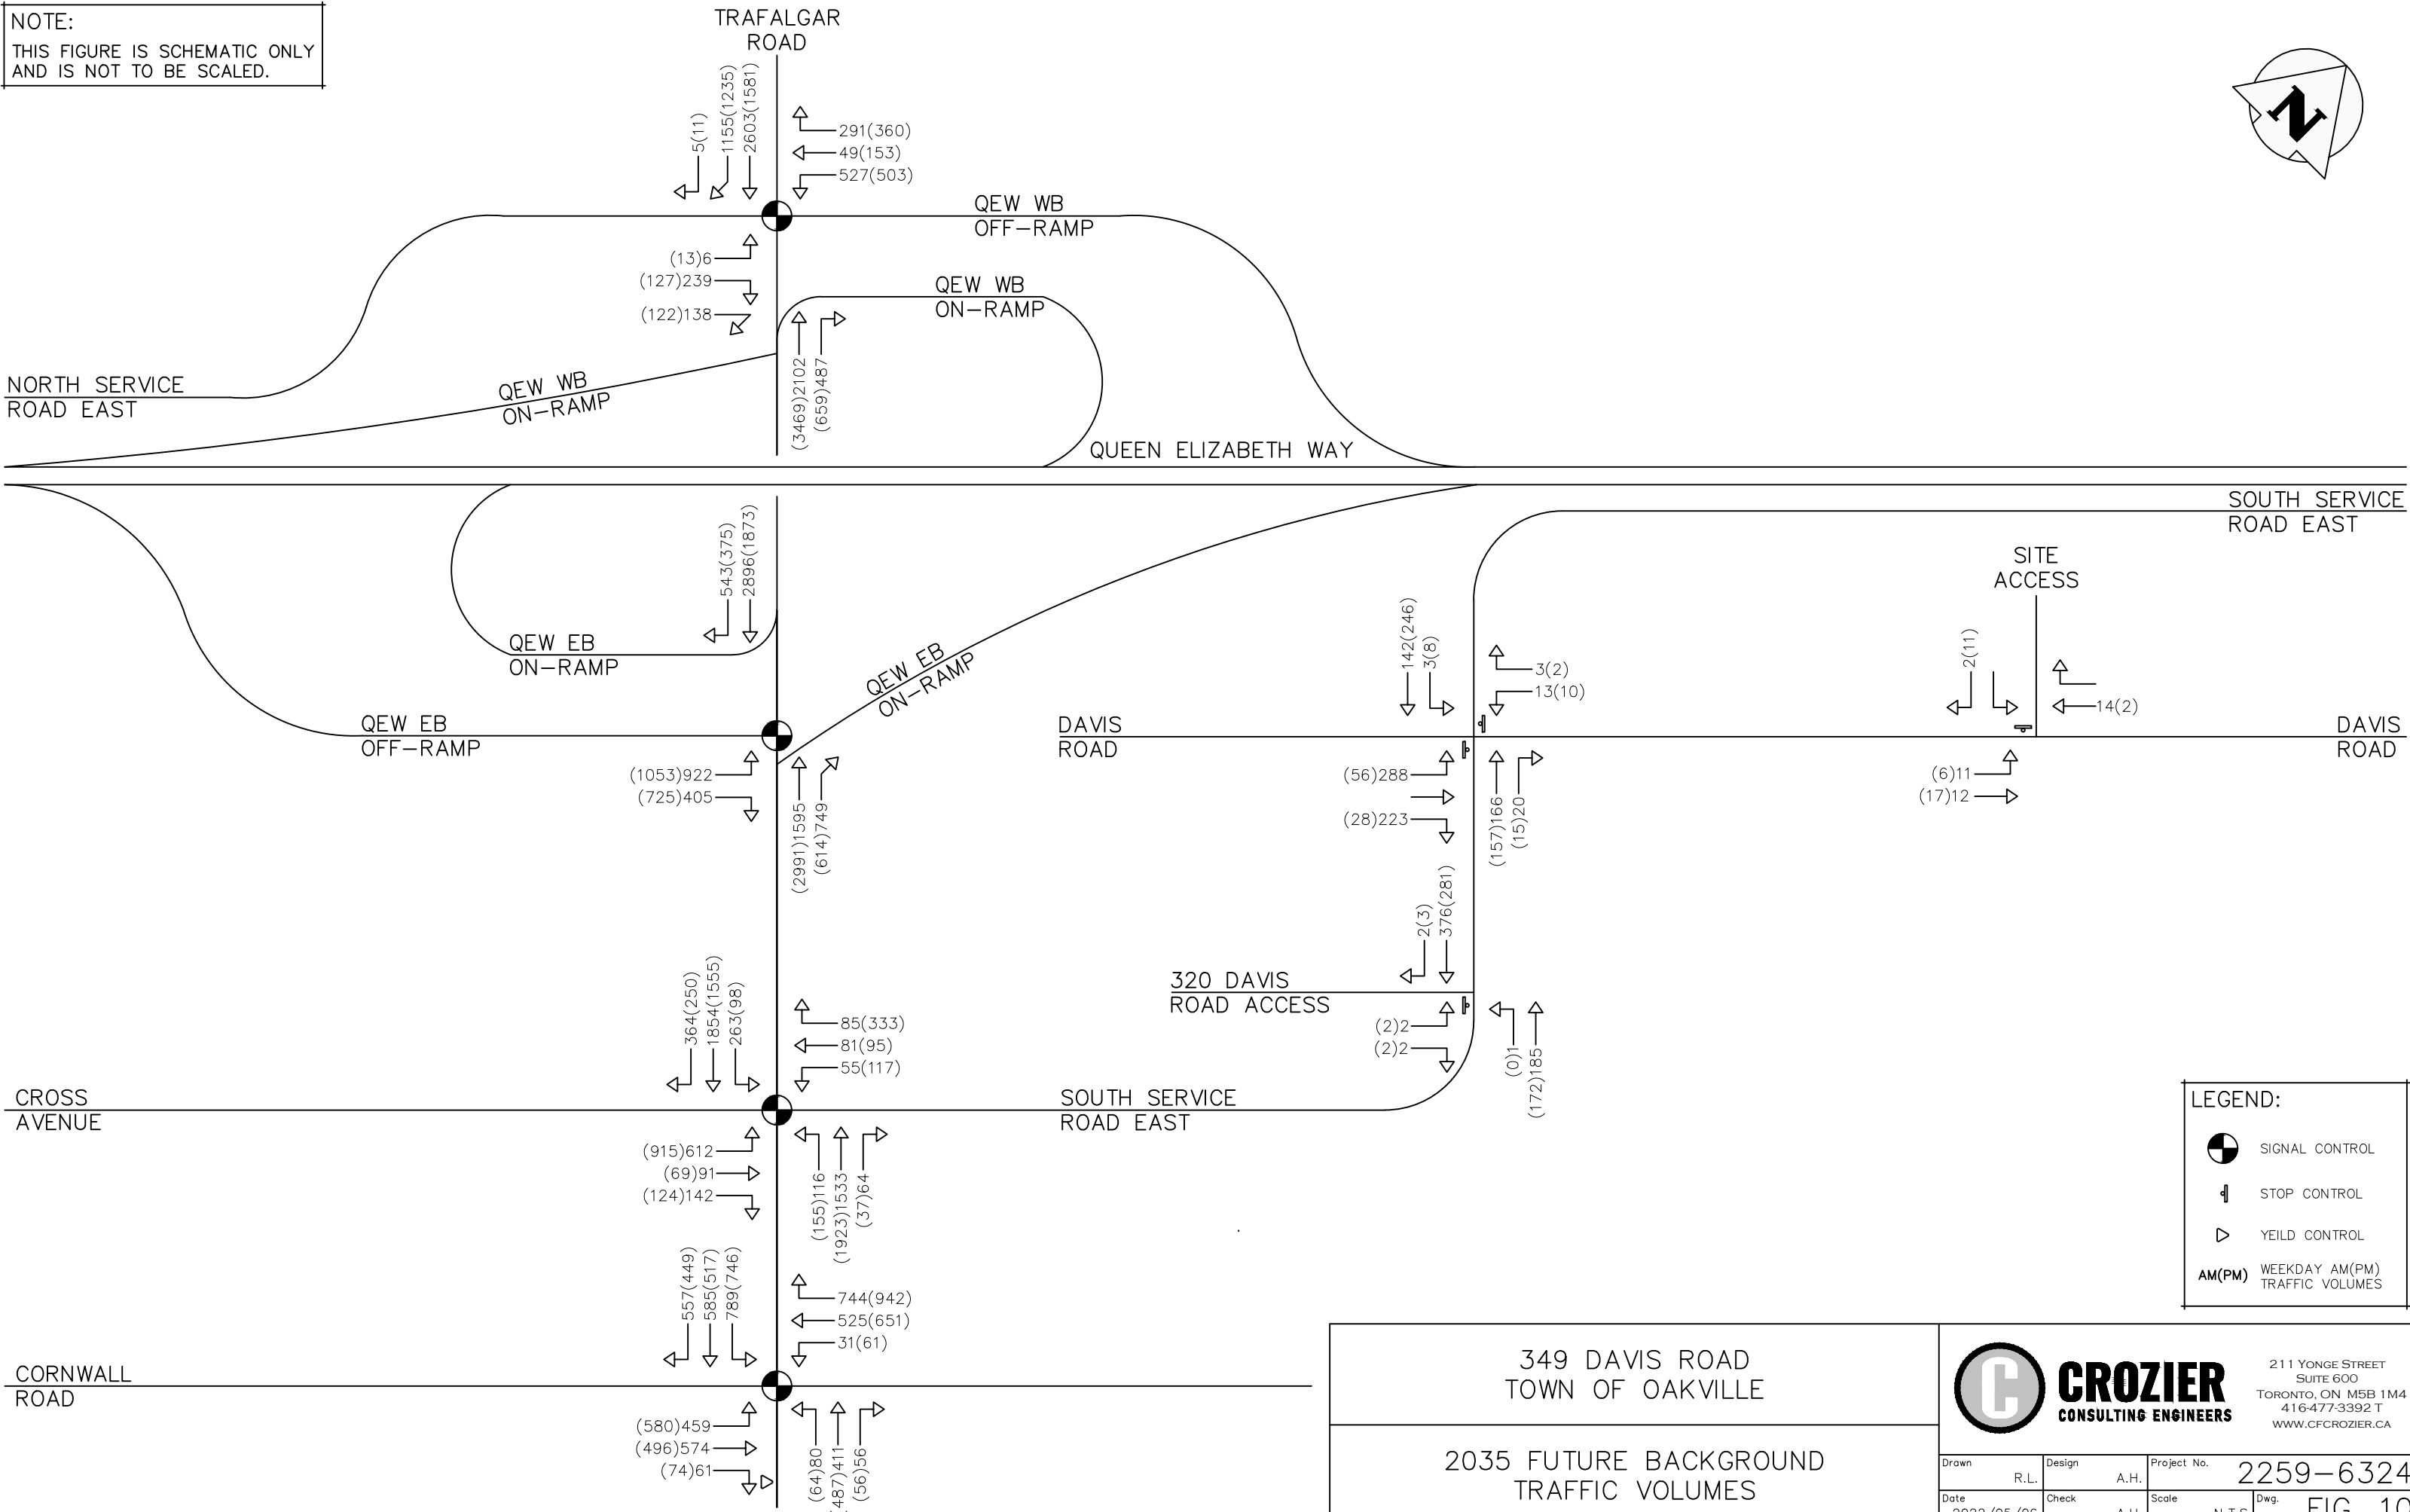 NOTE:
THIS FIGURE IS SCHEMATIC ONLY
AND IS NOT TO BE SCALED.
TRAFALGAR
ROAD
N
5(11)
1155(1235)
2603(1581)
291(360)
49(153)
527(503)
QEW WB
OFF-RAMP
(13)6
(127)239
(122)138
QEW WB
ON-RAMP
(3469)2102
(659)487
NORTH SERVICE
ROAD EAST
QEW WB
ON-RAMP
QUEEN ELIZABETH WAY
SOUTH SERVICE
ROAD EAST
543(375)
2896(1873)
QEW EB
ON-RAMP
QEW EB
ON-RAMP
QEW EB
OFF-RAMP
(1053)922
(725)405
(2991)1595
(614)749
SITE
ACCESS
142(246)
3(8)
3(2)
13(10)
2(11)
14(2)
DAVIS
ROAD
DAVIS
ROAD
(56)288
(28)223
(157)166
(15)20
(6)11
(17)12
2(3)
376(281)
320 DAVIS
ROAD ACCESS
(2)2
(2)2
(0)1
(172)185
364(250)
1854(1555)
263(98)
85(333)
81(95)
55(117)
CROSS
AVENUE
SOUTH SERVICE
ROAD EAST
(915)612
(69)91
(124)142
(155)116
(1923)1533
(37)64
557(449)
585(517)
789(746)
744(942)
525(651)
31(61)
CORNWALL
ROAD
(580)459
(496)574
(74)61
(64)80
(487)411
(56)56
LEGEND:
SIGNAL CONTROL
STOP CONTROL
YEILD CONTROL
AM(PM) WEEKDAY AM(PM)
TRAFFIC VOLUMES
349 DAVIS ROAD
TOWN OF OAKVILLE
2035 FUTURE BACKGROUND
TRAFFIC VOLUMES
C CROZIER
CONSULTING ENGINEERS
211 YONGE STREET
SUITE 600
TORONTO, ON M5B 1M4
416-477-3392 T
WWW.CFCROZIER.CA
Drawn R.L.
Design A.H.
Project No. 2259-6324
Date
Check A.H.
Scale N.T.S.
Dwg. FIG. 10